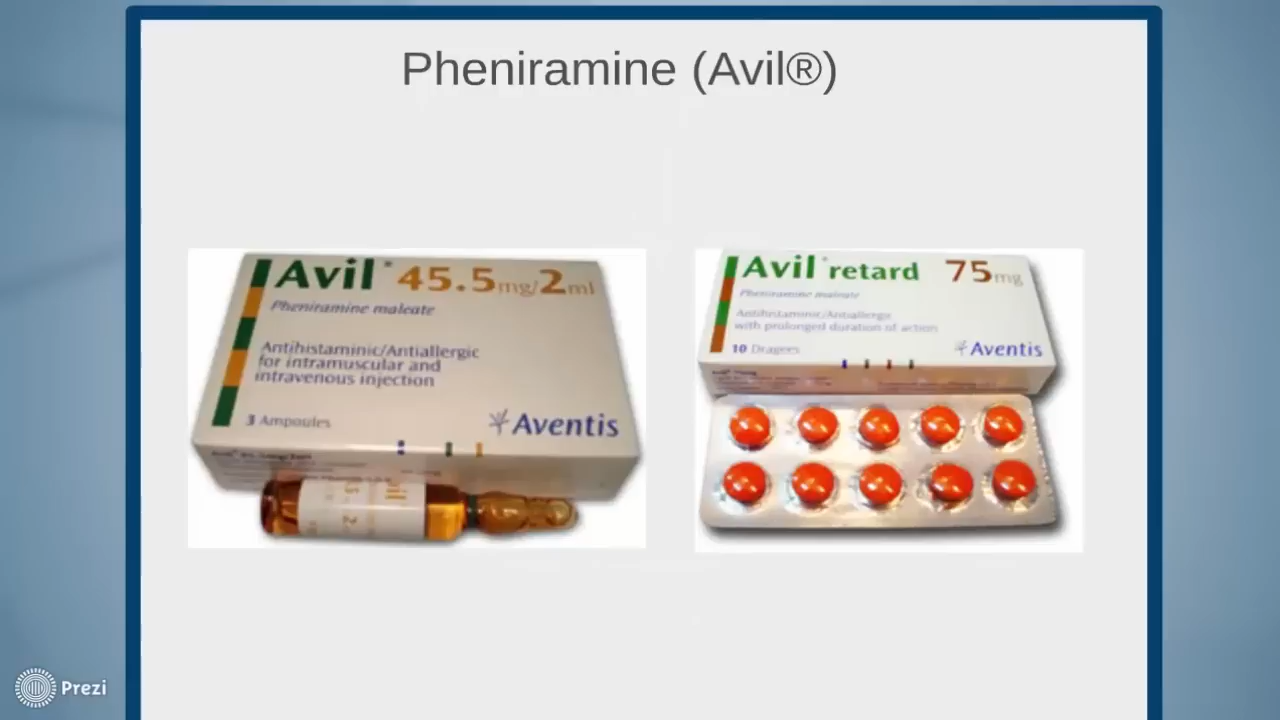 Pheniramine (Avil®)
Avil® 45.5mg/2ml
Pheniramine maleate
Antihistaminic/Antiallergic
for intramuscular and
intravenous injection
3 Ampoules
Aventis
Avil® retard 75mg
Pheniramine maleate
Antihistaminic/Antiallergic
with prolonged duration of action
10 Dragees
Aventis
Prezi